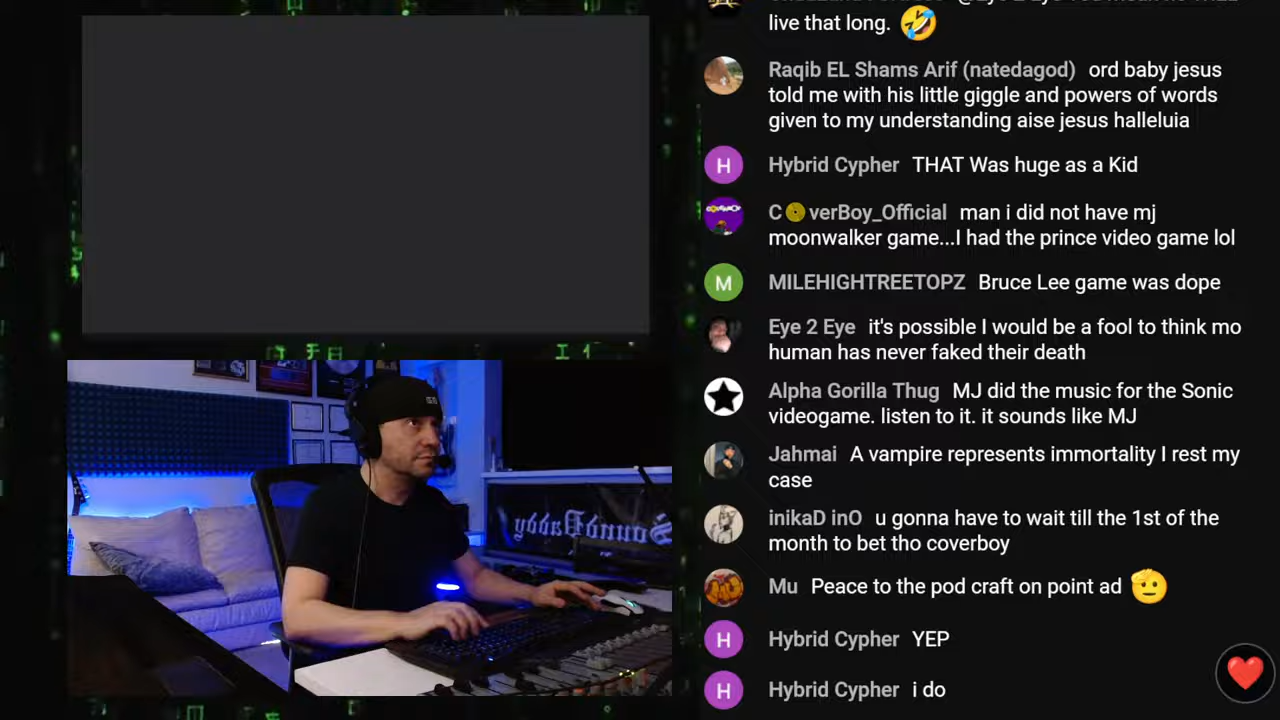 live that long. 🤣
Raqib EL Shams Arif (natedagod) ord baby jesus
told me with his little giggle and powers of words
given to my understanding aise jesus halleluia
H Hybrid Cypher THAT Was huge as a Kid
C verBoy_Official man i did not have mj
moonwalker game...I had the prince video game lol
M MILEHIGHTREETOPZ Bruce Lee game was dope
Eye 2 Eye it's possible I would be a fool to think mo
human has never faked their death
Alpha Gorilla Thug MJ did the music for the Sonic
videogame. listen to it. it sounds like MJ
Jahmai A vampire represents immortality I rest my
case
inikaD inO u gonna have to wait till the 1st of the
month to bet tho coverboy
Mu Peace to the pod craft on point ad 🫡
H Hybrid Cypher YEP
H Hybrid Cypher i do
SoundDaddy